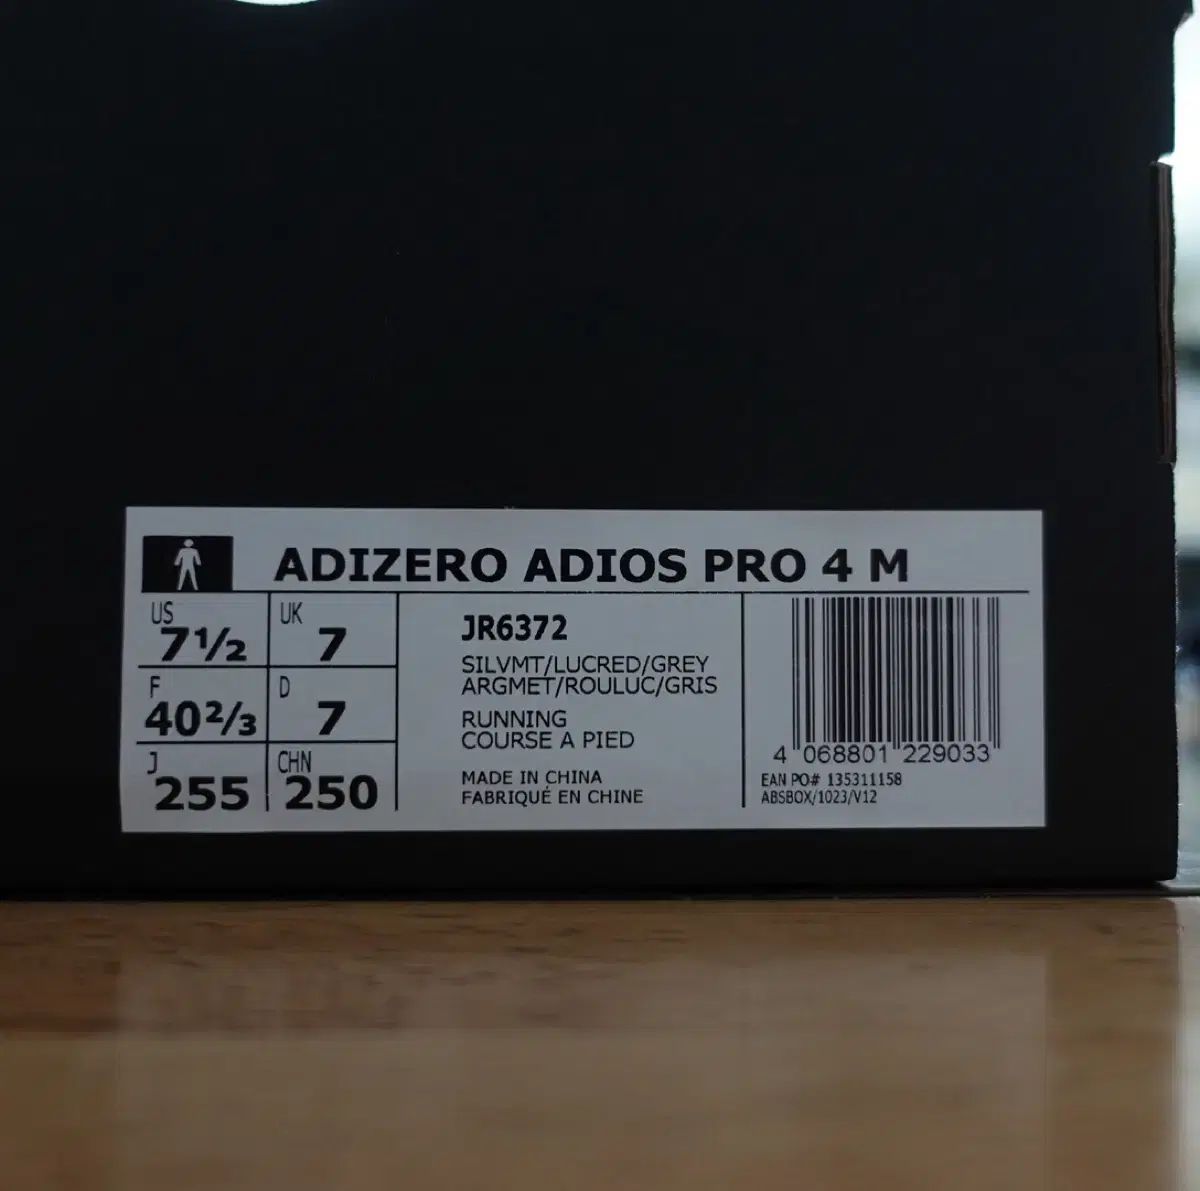 ADIZERO ADIOS PRO 4 M
US 7½
UK 7
F 40⅔
D 7
J 255
CHN 250
JR6372
SILVMT/LUCRED/GREY
ARGMET/ROULUC/GRIS
RUNNING
COURSE A PIED
MADE IN CHINA
FABRIQUÉ EN CHINE
4 068801 229033
EAN PO# 135311158
ABSBOX/1023/V12